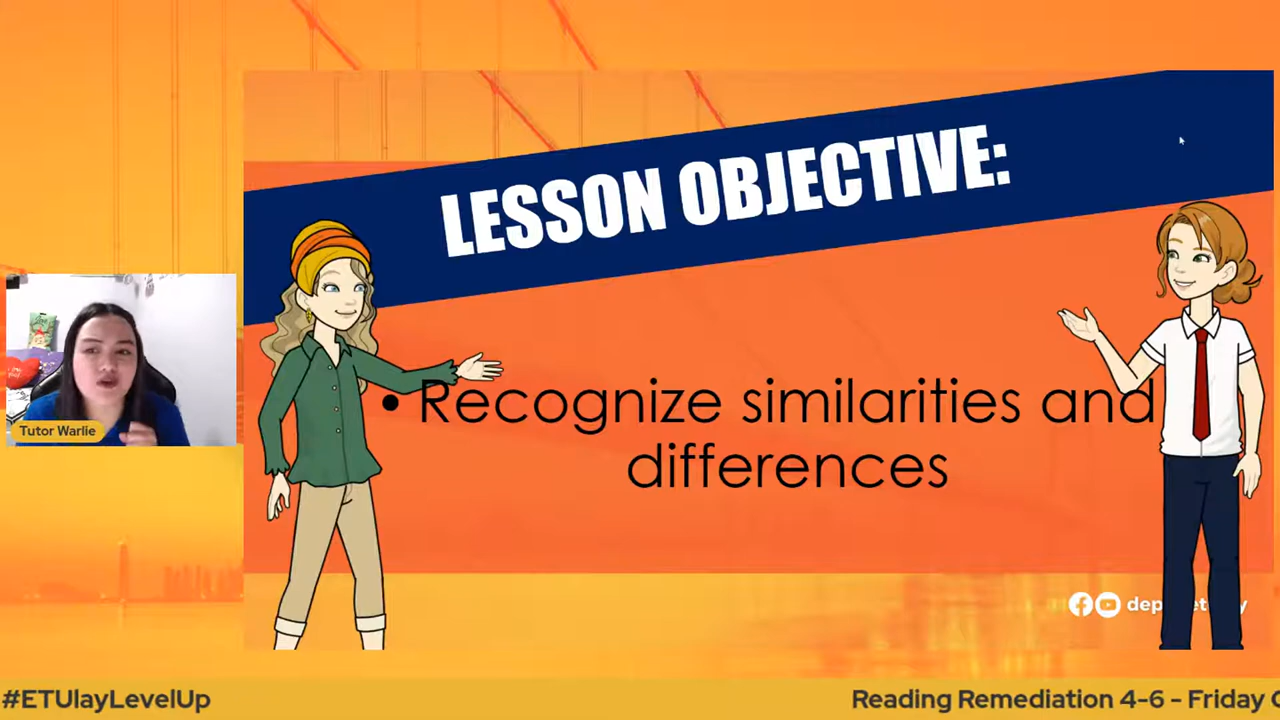 LESSON OBJECTIVE:
• Recognize similarities and
differences
Tutor Warlie
#ETUlayLevelUp
Reading Remediation 4-6 - Friday